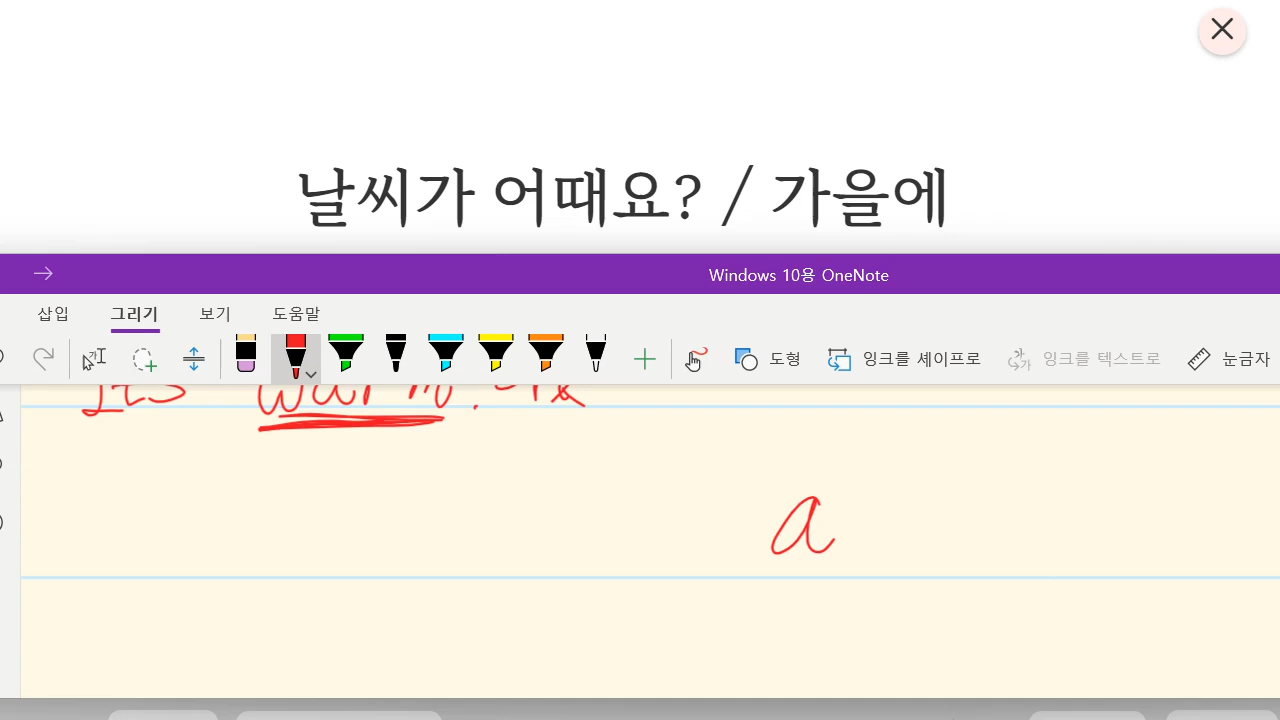 날씨가 어때요? / 가을에
Windows 10용 OneNote
삽입 그리기 보기 도움말
도형 잉크를 셰이프로 잉크를 텍스트로 눈금자
Its warm.
a